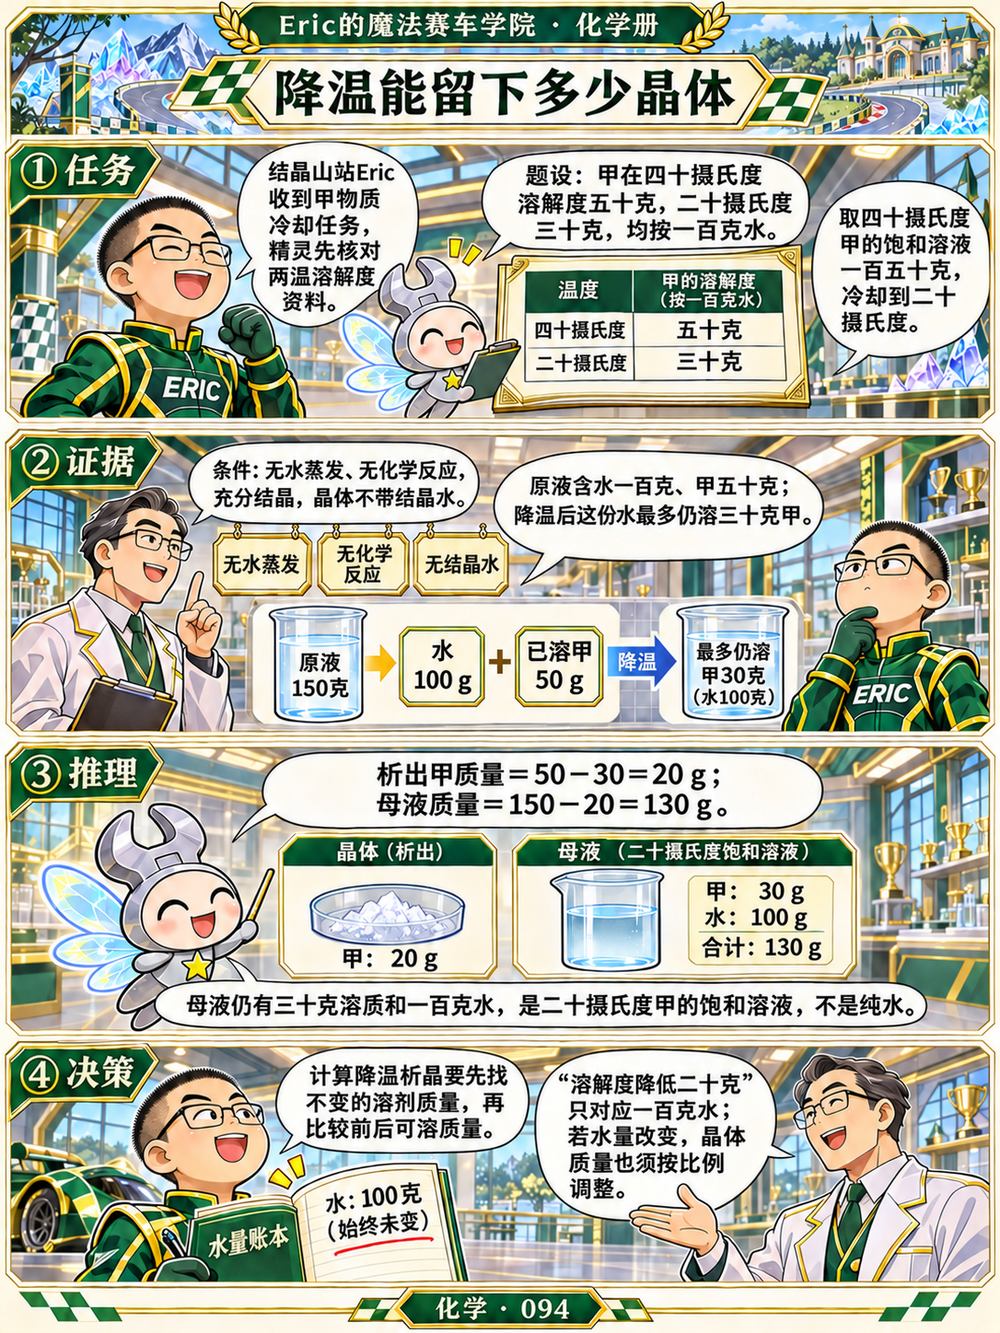 Eric的魔法赛车学院 · 化学册
降温能留下多少晶体
①任务
结晶山站Eric
收到甲物质
冷却任务，
精灵先核对
两温溶解度
资料。
题设：甲在四十摄氏度
溶解度五十克，二十摄氏度
三十克，均按一百克水。
取四十摄氏度
甲的饱和溶液
一百五十克，
冷却到二十
摄氏度。
温度
甲的溶解度
（按一百克水）
四十摄氏度
五十克
二十摄氏度
三十克
ERIC
②证据
条件：无水蒸发、无化学反应，
充分结晶，晶体不带结晶水。
原液含水一百克、甲五十克；
降温后这份水最多仍溶三十克甲。
无水蒸发
无化学
反应
无结晶水
原液
150克
水
100 g
+
已溶甲
50 g
降温
最多仍溶
甲30克
（水100克）
ERIC
③推理
析出甲质量＝50－30＝20 g；
母液质量＝150－20＝130 g。
晶体（析出）
甲： 20 g
母液 （二十摄氏度饱和溶液）
甲： 30 g
水： 100 g
合计：130 g
母液仍有三十克溶质和一百克水，是二十摄氏度甲的饱和溶液，不是纯水。
④决策
计算降温析晶要先找
不变的溶剂质量，再
比较前后可溶质量。
“溶解度降低二十克”
只对应一百克水；
若水量改变，晶体
质量也须按比例
调整。
水量账本
水：100克
（始终未变）
化学 · 094